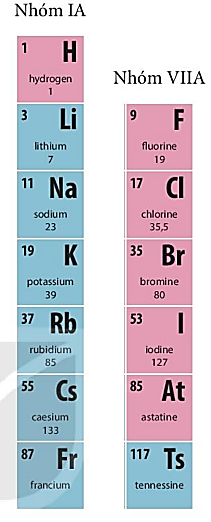 Nhóm IA
1 H
hydrogen
1
3 Li
lithium
7
11 Na
sodium
23
19 K
potassium
39
37 Rb
rubidium
85
55 Cs
caesium
133
87 Fr
francium
Nhóm VIIA
9 F
fluorine
19
17 Cl
chlorine
35,5
35 Br
bromine
80
53 I
iodine
127
85 At
astatine
117 Ts
tennessine